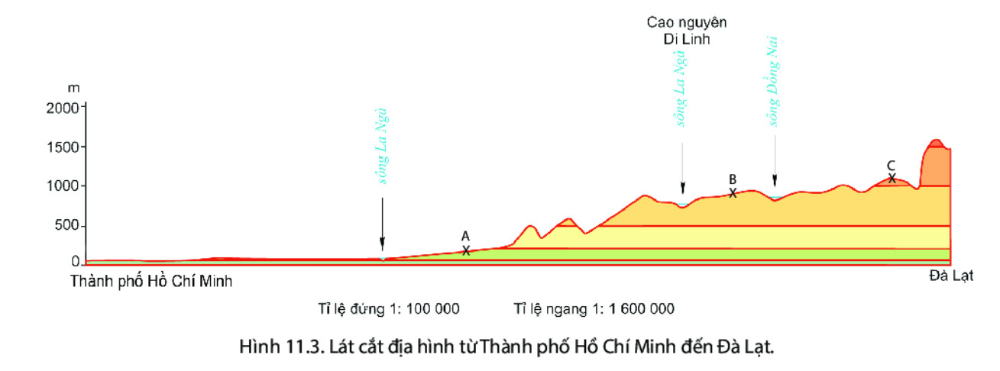 Cao nguyên
Di Linh
sông La Ngà
sông La Ngà
sông Đồng Nai
m
2000
1500
1000
500
0
A
B
C
Thành phố Hồ Chí Minh
Đà Lạt
Tỉ lệ đứng 1: 100 000
Tỉ lệ ngang 1: 1 600 000
Hình 11.3. Lát cắt địa hình từ Thành phố Hồ Chí Minh đến Đà Lạt.